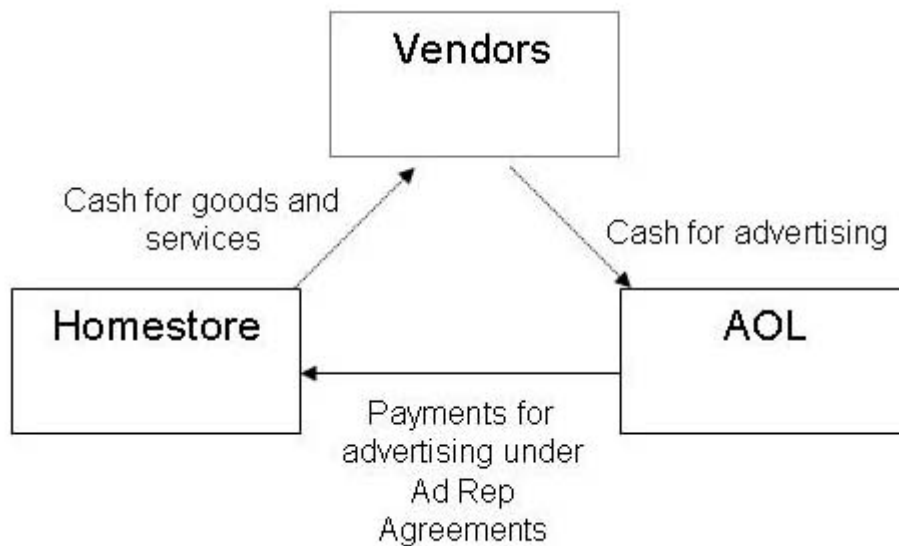 Vendors
Cash for goods and
services
Cash for advertising
Homestore
AOL
Payments for
advertising under
Ad Rep
Agreements